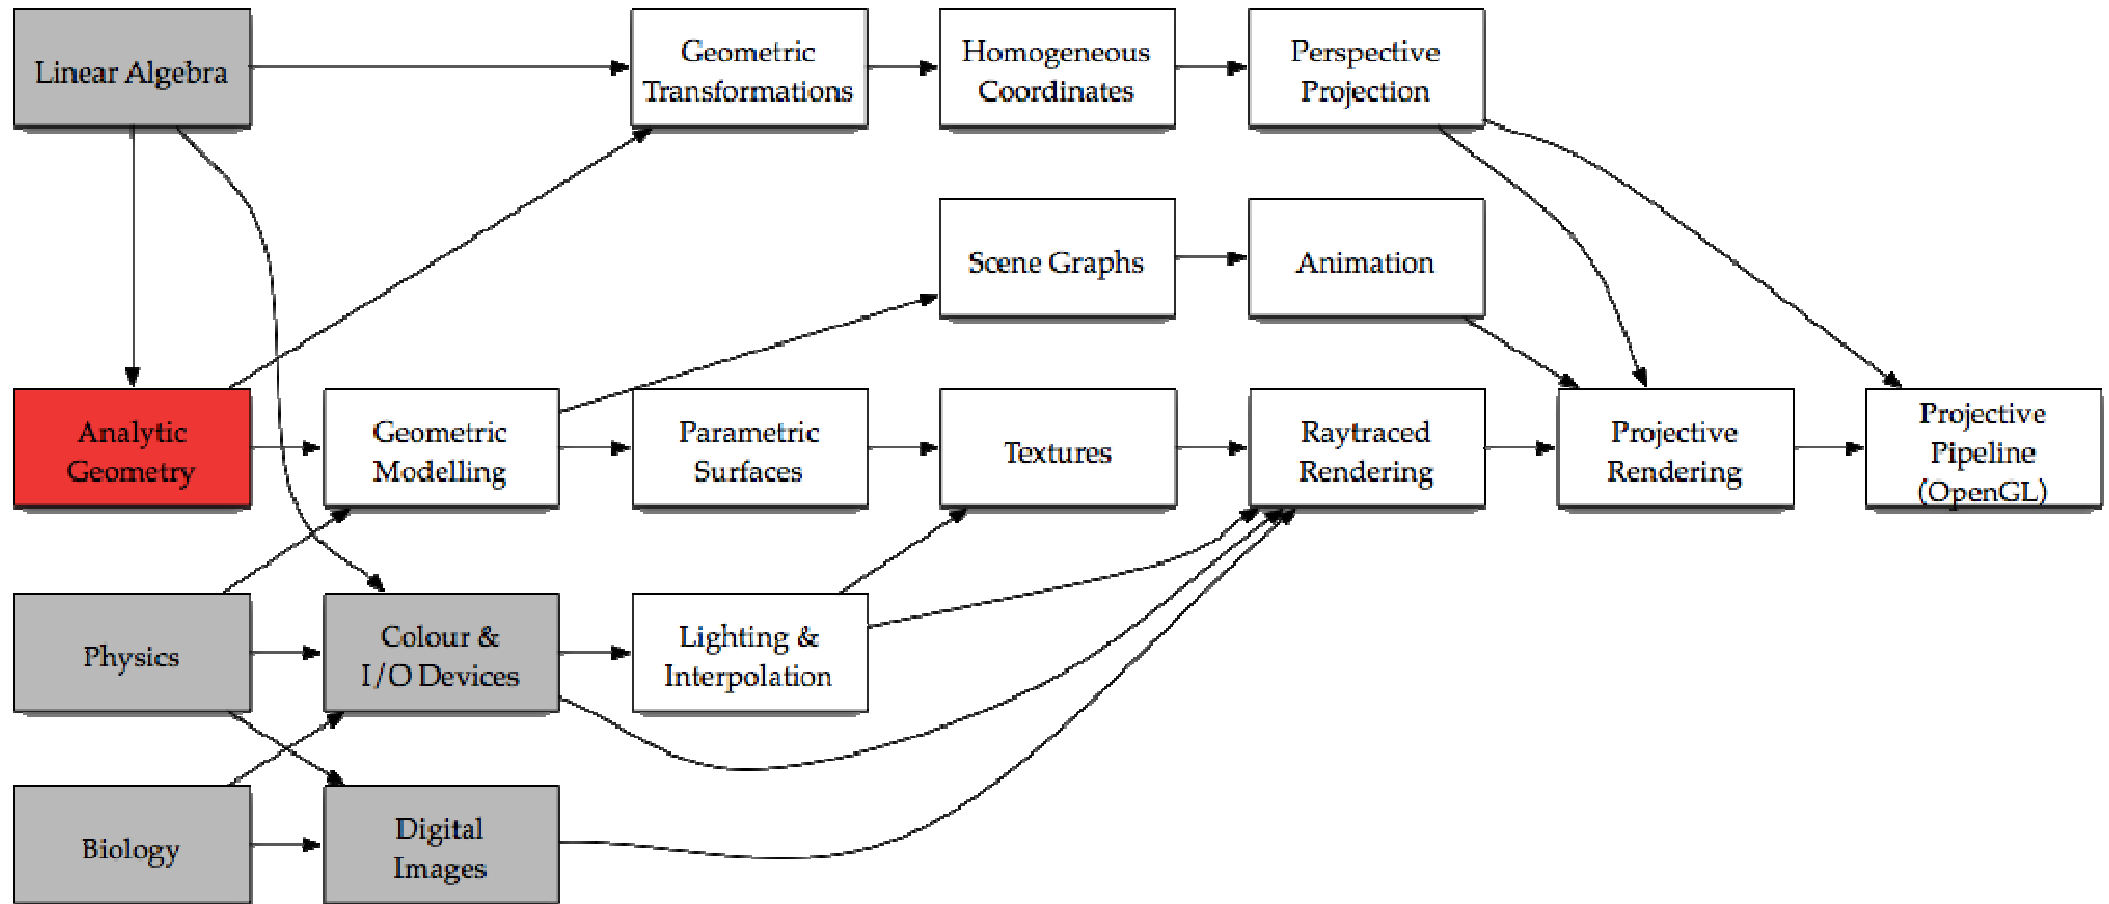 Linear Algebra
Geometric
Transformations
Homogeneous
Coordinates
Perspective
Projection
Scene Graphs
Animation
Analytic
Geometry
Geometric
Modelling
Parametric
Surfaces
Textures
Raytraced
Rendering
Projective
Rendering
Projective
Pipeline
(OpenGL)
Physics
Colour &
I/O Devices
Lighting &
Interpolation
Biology
Digital
Images